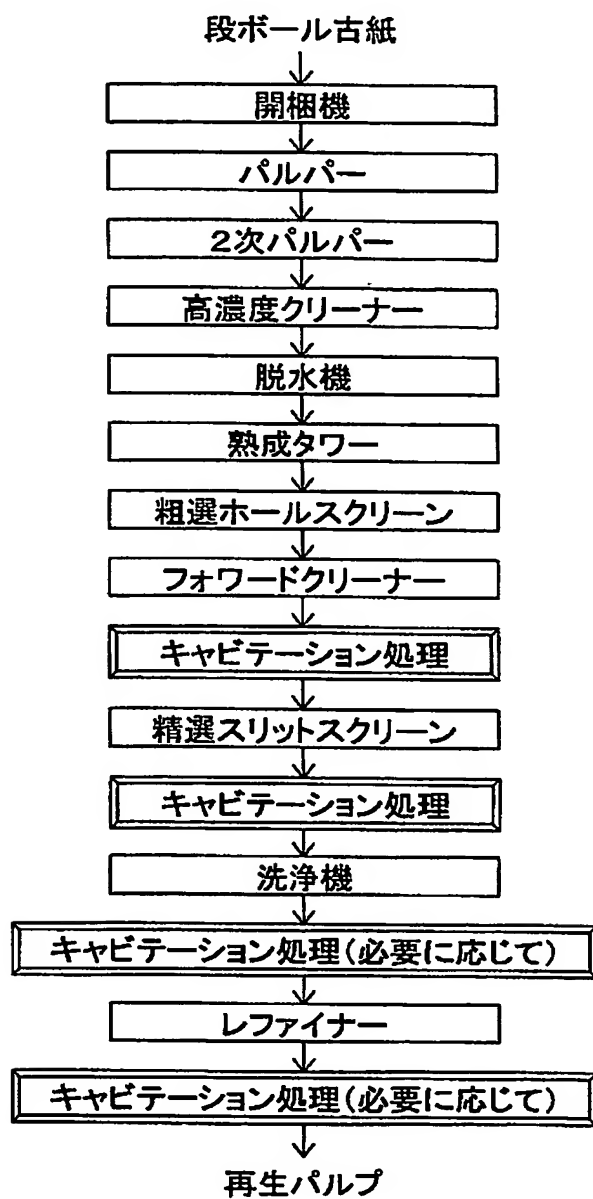 段ボール古紙
開梱機
パルパー
2次パルパー
高濃度クリーナー
脱水機
熟成タワー
粗選ホールスクリーン
フォワードクリーナー
キャビテーション処理
精選スリットスクリーン
キャビテーション処理
洗浄機
キャビテーション処理(必要に応じて)
レファイナー
キャビテーション処理(必要に応じて)
再生パルプ